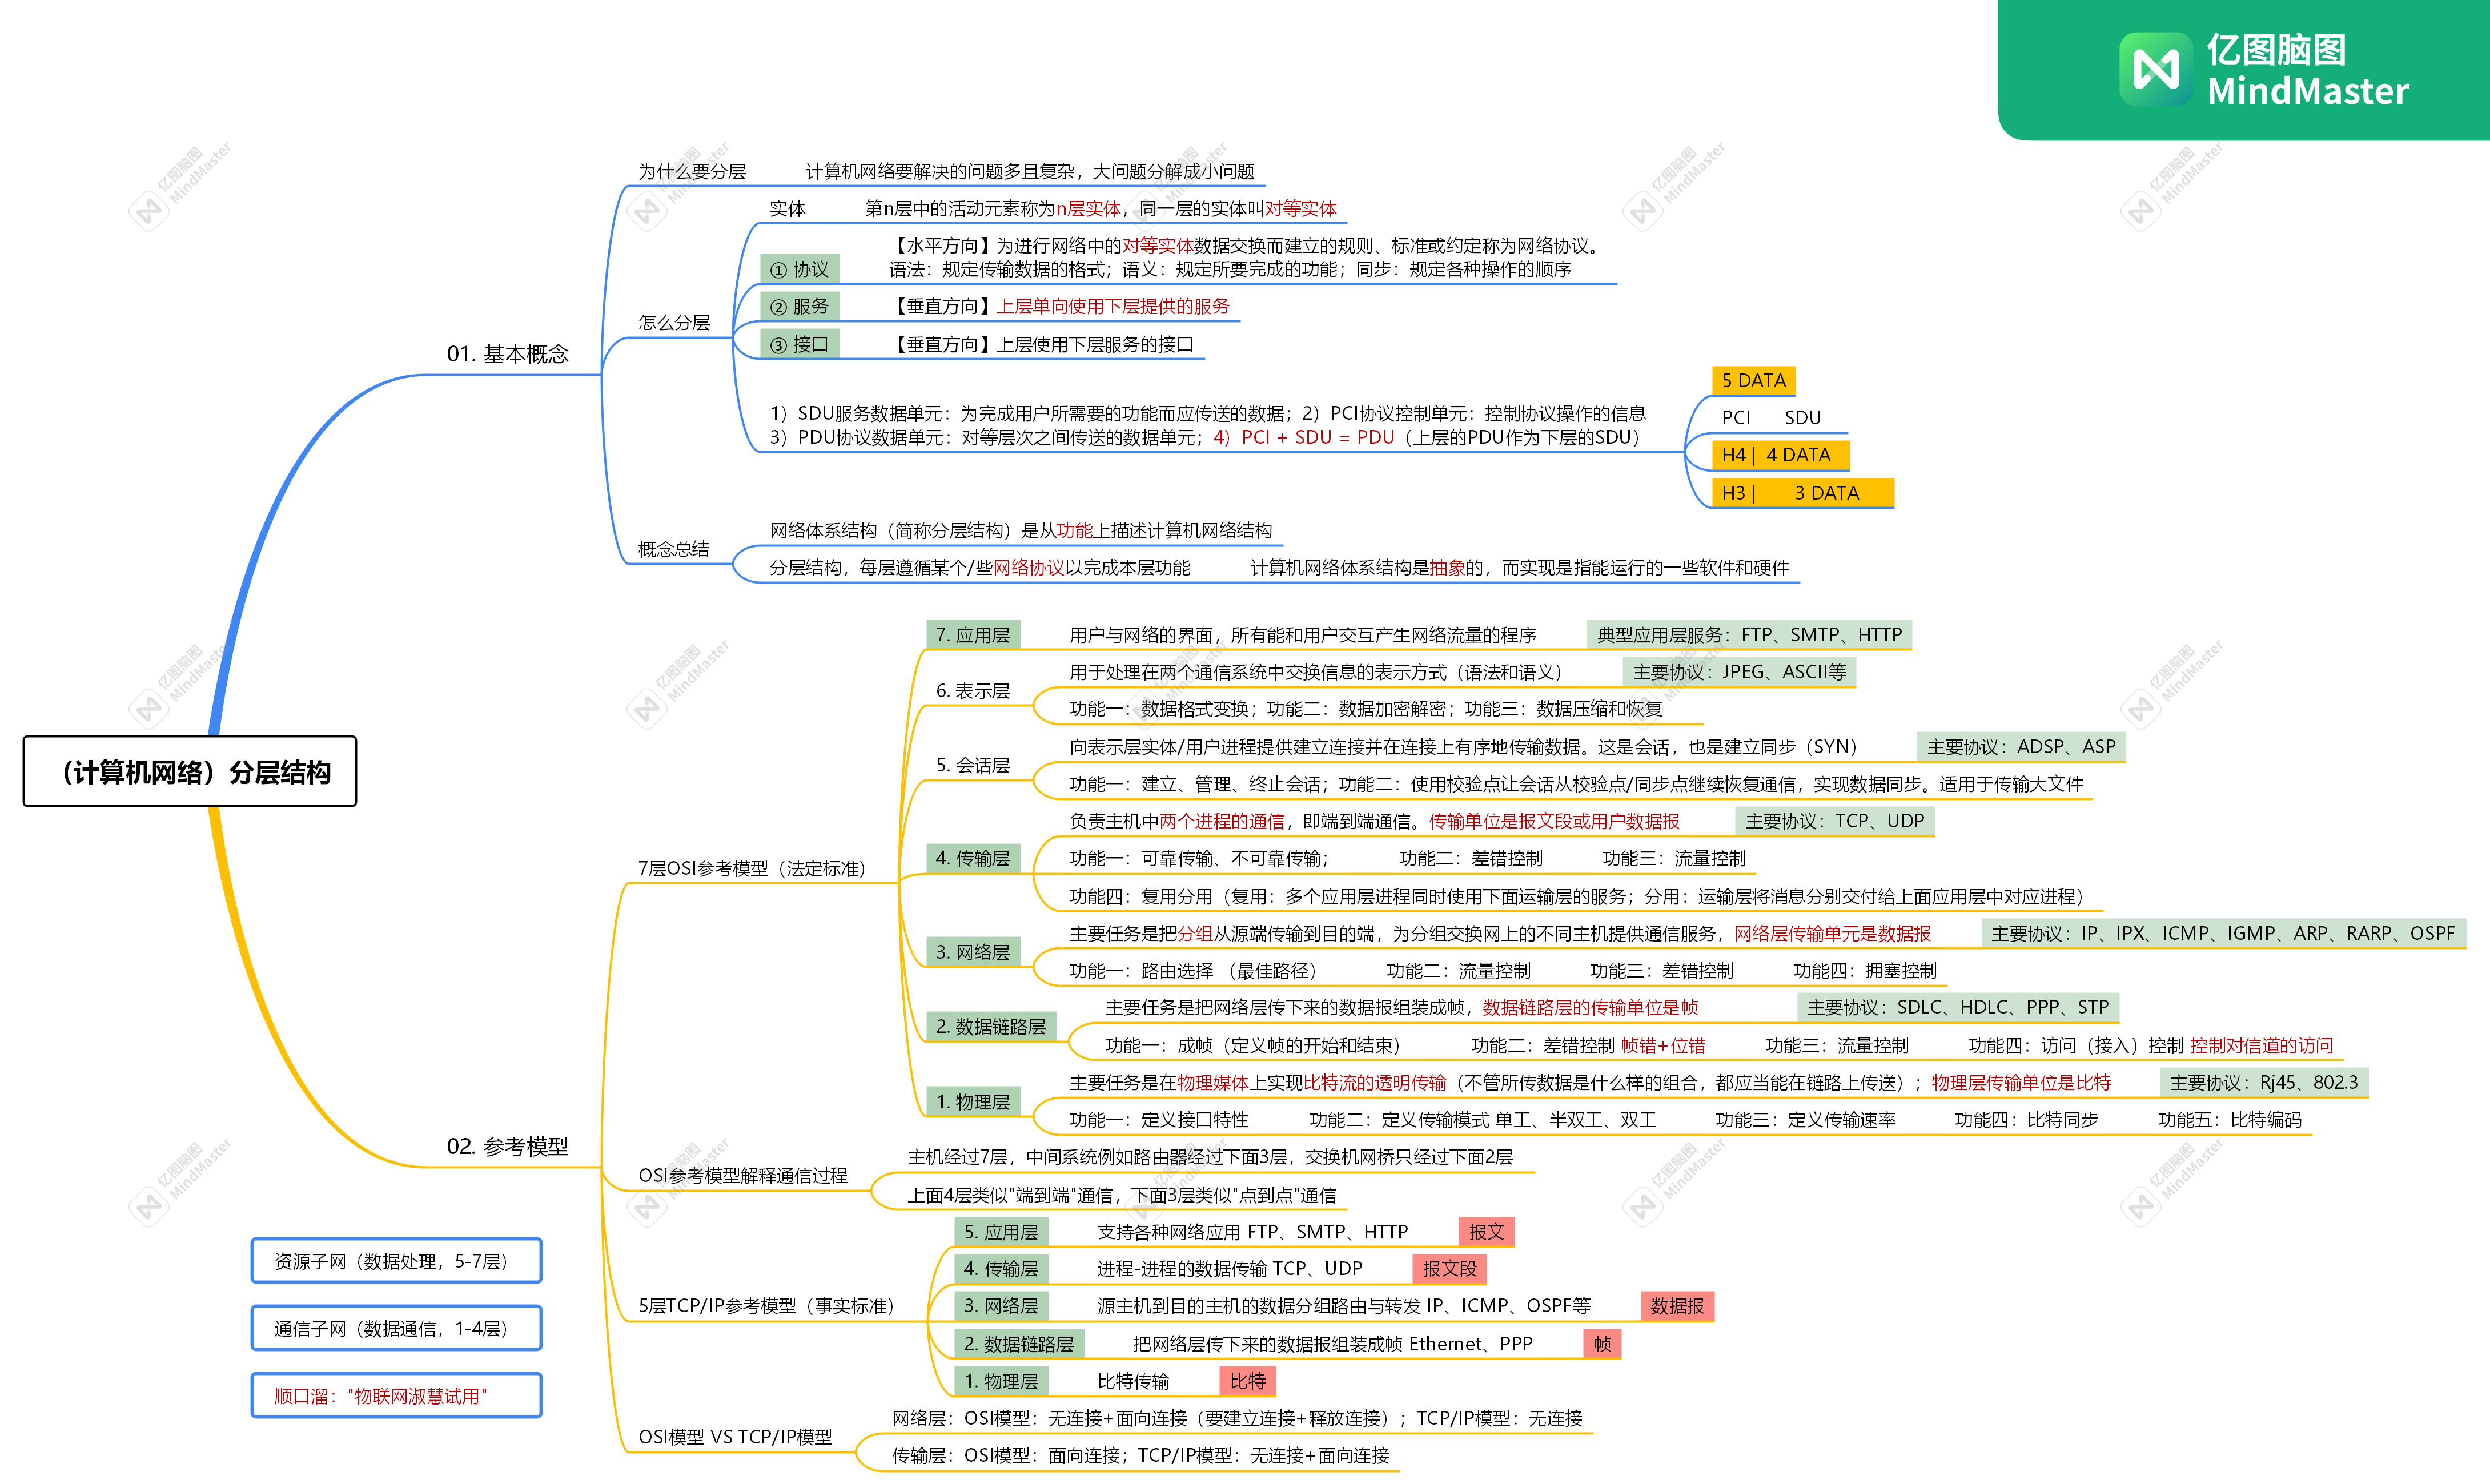 亿图脑图
MindMaster
（计算机网络）分层结构
01. 基本概念
为什么要分层
计算机网络要解决的问题多且复杂，大问题分解成小问题
怎么分层
实体
第n层中的活动元素称为n层实体，同一层的实体叫对等实体
① 协议
【水平方向】为进行网络中的对等实体数据交换而建立的规则、标准或约定称为网络协议。
语法：规定传输数据的格式；语义：规定所要完成的功能；同步：规定各种操作的顺序
② 服务
【垂直方向】上层单向使用下层提供的服务
③ 接口
【垂直方向】上层使用下层服务的接口
1）SDU服务数据单元：为完成用户所需要的功能而应传送的数据；2）PCI协议控制单元：控制协议操作的信息
3）PDU协议数据单元：对等层次之间传送的数据单元；4）PCI + SDU = PDU（上层的PDU作为下层的SDU）
5 DATA
PCI SDU
H4 | 4 DATA
H3 | 3 DATA
概念总结
网络体系结构（简称分层结构）是从功能上描述计算机网络结构
分层结构，每层遵循某个/些网络协议以完成本层功能
计算机网络体系结构是抽象的，而实现是指能运行的一些软件和硬件
02. 参考模型
7层OSI参考模型（法定标准）
7. 应用层
用户与网络的界面，所有能和用户交互产生网络流量的程序
典型应用层服务：FTP、SMTP、HTTP
6. 表示层
用于处理在两个通信系统中交换信息的表示方式（语法和语义）
主要协议：JPEG、ASCII等
功能一：数据格式变换；功能二：数据加密解密；功能三：数据压缩和恢复
5. 会话层
向表示层实体/用户进程提供建立连接并在连接上有序地传输数据。这是会话，也是建立同步（SYN）
主要协议：ADSP、ASP
功能一：建立、管理、终止会话；功能二：使用校验点让会话从校验点/同步点继续恢复通信，实现数据同步。适用于传输大文件
4. 传输层
负责主机中两个进程的通信，即端到端通信。传输单位是报文段或用户数据报
主要协议：TCP、UDP
功能一：可靠传输、不可靠传输；
功能二：差错控制
功能三：流量控制
功能四：复用分用（复用：多个应用层进程同时使用下面运输层的服务；分用：运输层将消息分别交付给上面应用层中对应进程）
3. 网络层
主要任务是把分组从源端传输到目的端，为分组交换网上的不同主机提供通信服务，网络层传输单元是数据报
主要协议：IP、IPX、ICMP、IGMP、ARP、RARP、OSPF
功能一：路由选择 （最佳路径）
功能二：流量控制
功能三：差错控制
功能四：拥塞控制
2. 数据链路层
主要任务是把网络层传下来的数据报组装成帧，数据链路层的传输单位是帧
主要协议：SDLC、HDLC、PPP、STP
功能一：成帧（定义帧的开始和结束）
功能二：差错控制 帧错+位错
功能三：流量控制
功能四：访问（接入）控制 控制对信道的访问
1. 物理层
主要任务是在物理媒体上实现比特流的透明传输（不管所传数据是什么样的组合，都应当能在链路上传送）；物理层传输单位是比特
主要协议：Rj45、802.3
功能一：定义接口特性
功能二：定义传输模式 单工、半双工、双工
功能三：定义传输速率
功能四：比特同步
功能五：比特编码
OSI参考模型解释通信过程
主机经过7层，中间系统例如路由器经过下面3层，交换机网桥只经过下面2层
上面4层类似"端到端"通信，下面3层类似"点到点"通信
5层TCP/IP参考模型（事实标准）
5. 应用层
支持各种网络应用 FTP、SMTP、HTTP
报文
4. 传输层
进程-进程的数据传输 TCP、UDP
报文段
3. 网络层
源主机到目的主机的数据分组路由与转发 IP、ICMP、OSPF等
数据报
2. 数据链路层
把网络层传下来的数据报组装成帧 Ethernet、PPP
帧
1. 物理层
比特传输
比特
OSI模型 VS TCP/IP模型
网络层：OSI模型：无连接+面向连接（要建立连接+释放连接）；TCP/IP模型：无连接
传输层：OSI模型：面向连接；TCP/IP模型：无连接+面向连接
资源子网（数据处理，5-7层）
通信子网（数据通信，1-4层）
顺口溜："物联网淑慧试用"